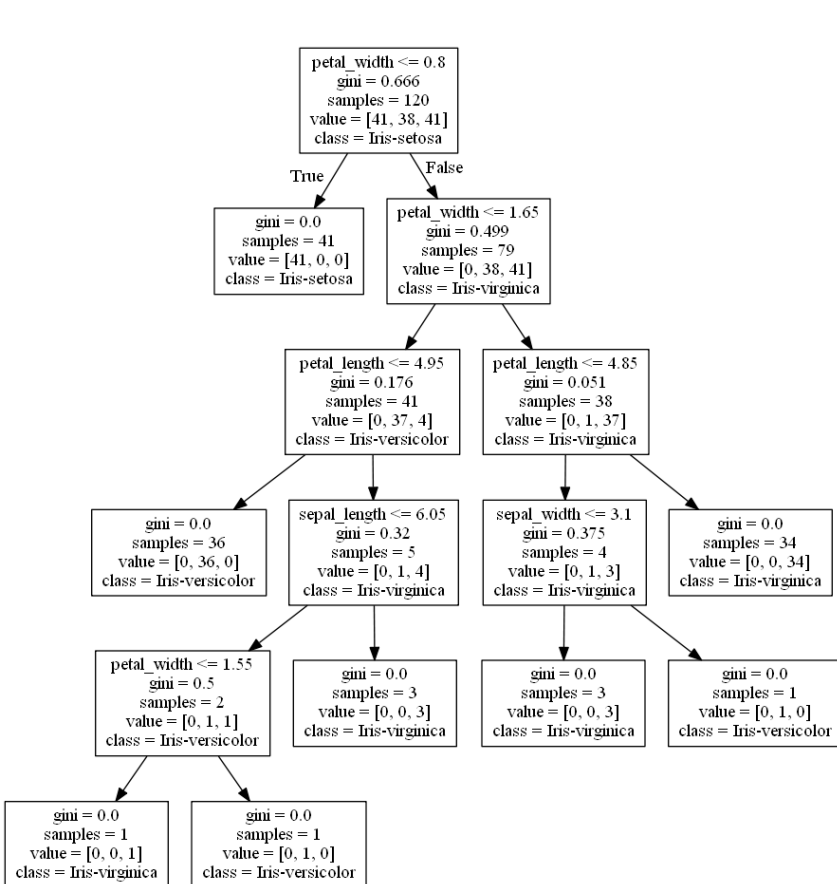 petal_width <= 0.8
gini = 0.666
samples = 120
value = [41, 38, 41]
class = Iris-setosa
True
False
gini = 0.0
samples = 41
value = [41, 0, 0]
class = Iris-setosa
petal_width <= 1.65
gini = 0.499
samples = 79
value = [0, 38, 41]
class = Iris-virginica
petal_length <= 4.95
gini = 0.176
samples = 41
value = [0, 37, 4]
class = Iris-versicolor
petal_length <= 4.85
gini = 0.051
samples = 38
value = [0, 1, 37]
class = Iris-virginica
gini = 0.0
samples = 36
value = [0, 36, 0]
class = Iris-versicolor
sepal_length <= 6.05
gini = 0.32
samples = 5
value = [0, 1, 4]
class = Iris-virginica
sepal_width <= 3.1
gini = 0.375
samples = 4
value = [0, 1, 3]
class = Iris-virginica
gini = 0.0
samples = 34
value = [0, 0, 34]
class = Iris-virginica
petal_width <= 1.55
gini = 0.5
samples = 2
value = [0, 1, 1]
class = Iris-versicolor
gini = 0.0
samples = 3
value = [0, 0, 3]
class = Iris-virginica
gini = 0.0
samples = 3
value = [0, 0, 3]
class = Iris-virginica
gini = 0.0
samples = 1
value = [0, 1, 0]
class = Iris-versicolor
gini = 0.0
samples = 1
value = [0, 0, 1]
class = Iris-virginica
gini = 0.0
samples = 1
value = [0, 1, 0]
class = Iris-versicolor